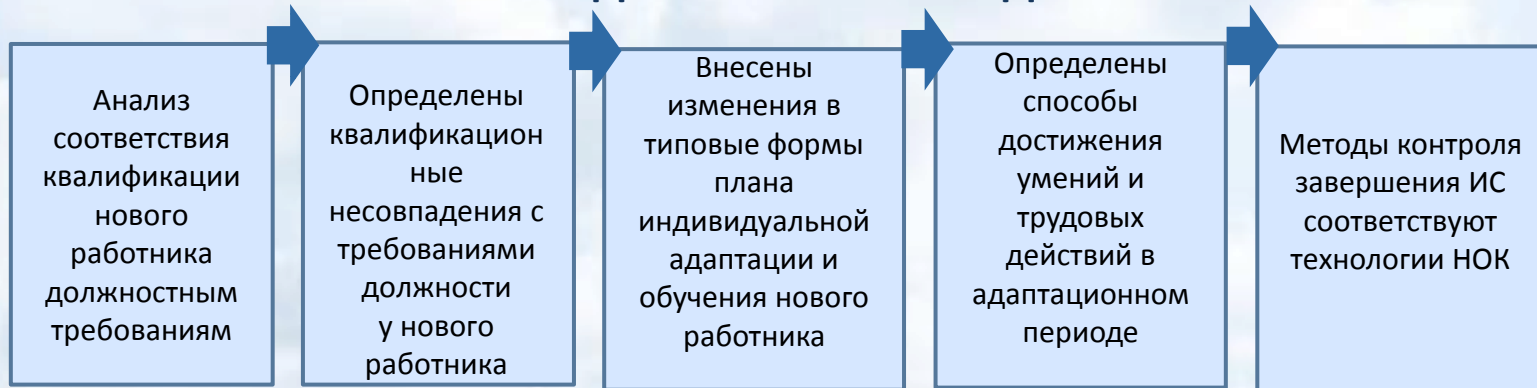 Анализ
соответствия
квалификации
нового
работника
должностным
требованиям
Определены
квалификацион
ные
несовпадения с
требованиями
должности
у нового
работника
Внесены
изменения в
типовые формы
плана
индивидуальной
адаптации и
обучения нового
работника
Определены
способы
достижения
умений и
трудовых
действий в
адаптационном
периоде
Методы контроля
завершения ИС
соответствуют
технологии НОК